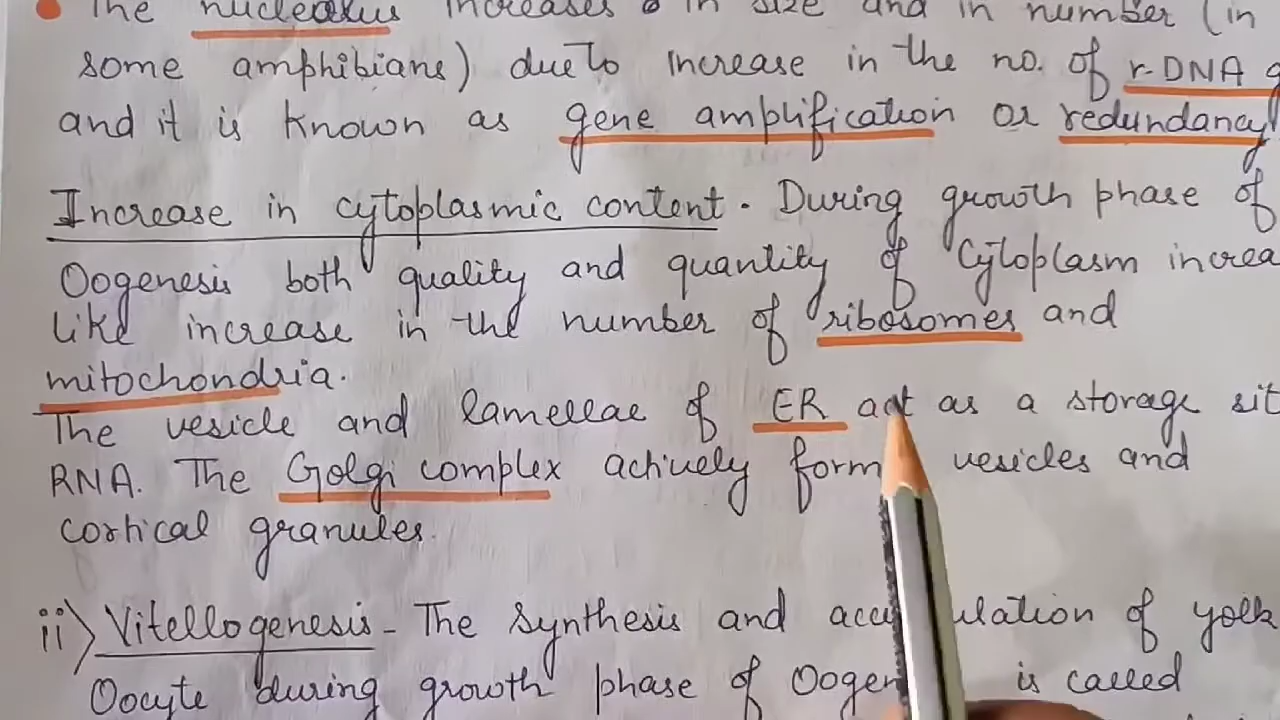 The nucleolus increases in size and in number (in
some amphibians) due to increase in the no. of r-DNA
and it is known as gene amplification or redundancy
Increase in cytoplasmic content. During growth phase of
Oogenesis both quality and quantity of Cytoplasm increa
like increase in the number of ribosomes and
mitochondria.
The vesicle and lamellae of ER act as a storage sit
RNA. The Golgi complex actively form vesicles and
cortical granules.
ii) Vitellogenesis - The synthesis and accumulation of yolk
Oocyte during growth phase of Oogen is called